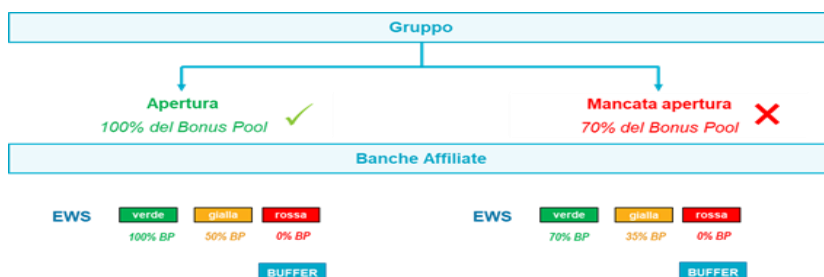 Gruppo
Apertura
100% del Bonus Pool
Mancata apertura
70% del Bonus Pool
Banche Affiliate
EWS verde gialla rossa
100% BP 50% BP 0% BP
BUFFER
EWS verde gialla rossa
70% BP 35% BP 0% BP
BUFFER